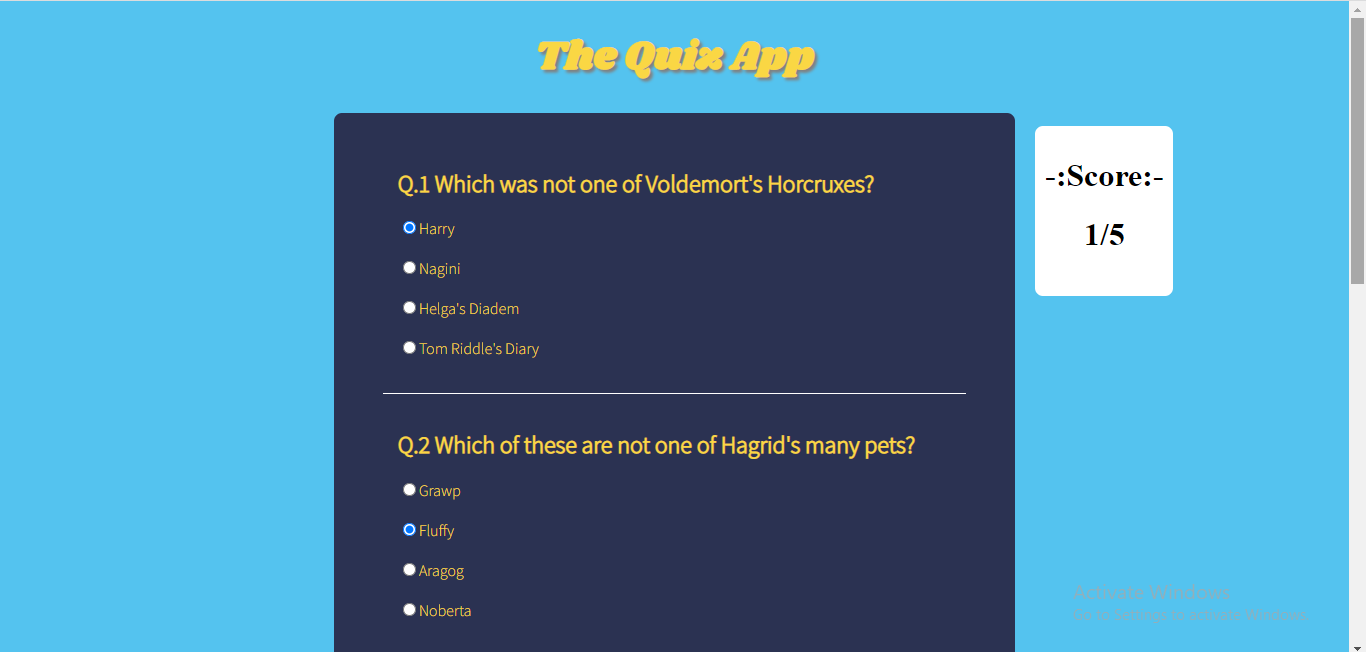 The Quiz App
Q.1 Which was not one of Voldemort's Horcruxes?
Harry
Nagini
Helga's Diadem
Tom Riddle's Diary
Q.2 Which of these are not one of Hagrid's many pets?
Grawp
Fluffy
Aragog
Noberta
-:Score:-
1/5
Activate Windows
Go to Settings to activate Windows.